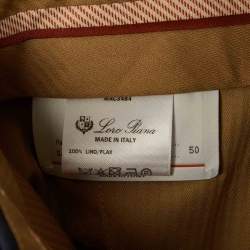 Loro Piana
MADE IN ITALY
100% LINO/FLAX
50